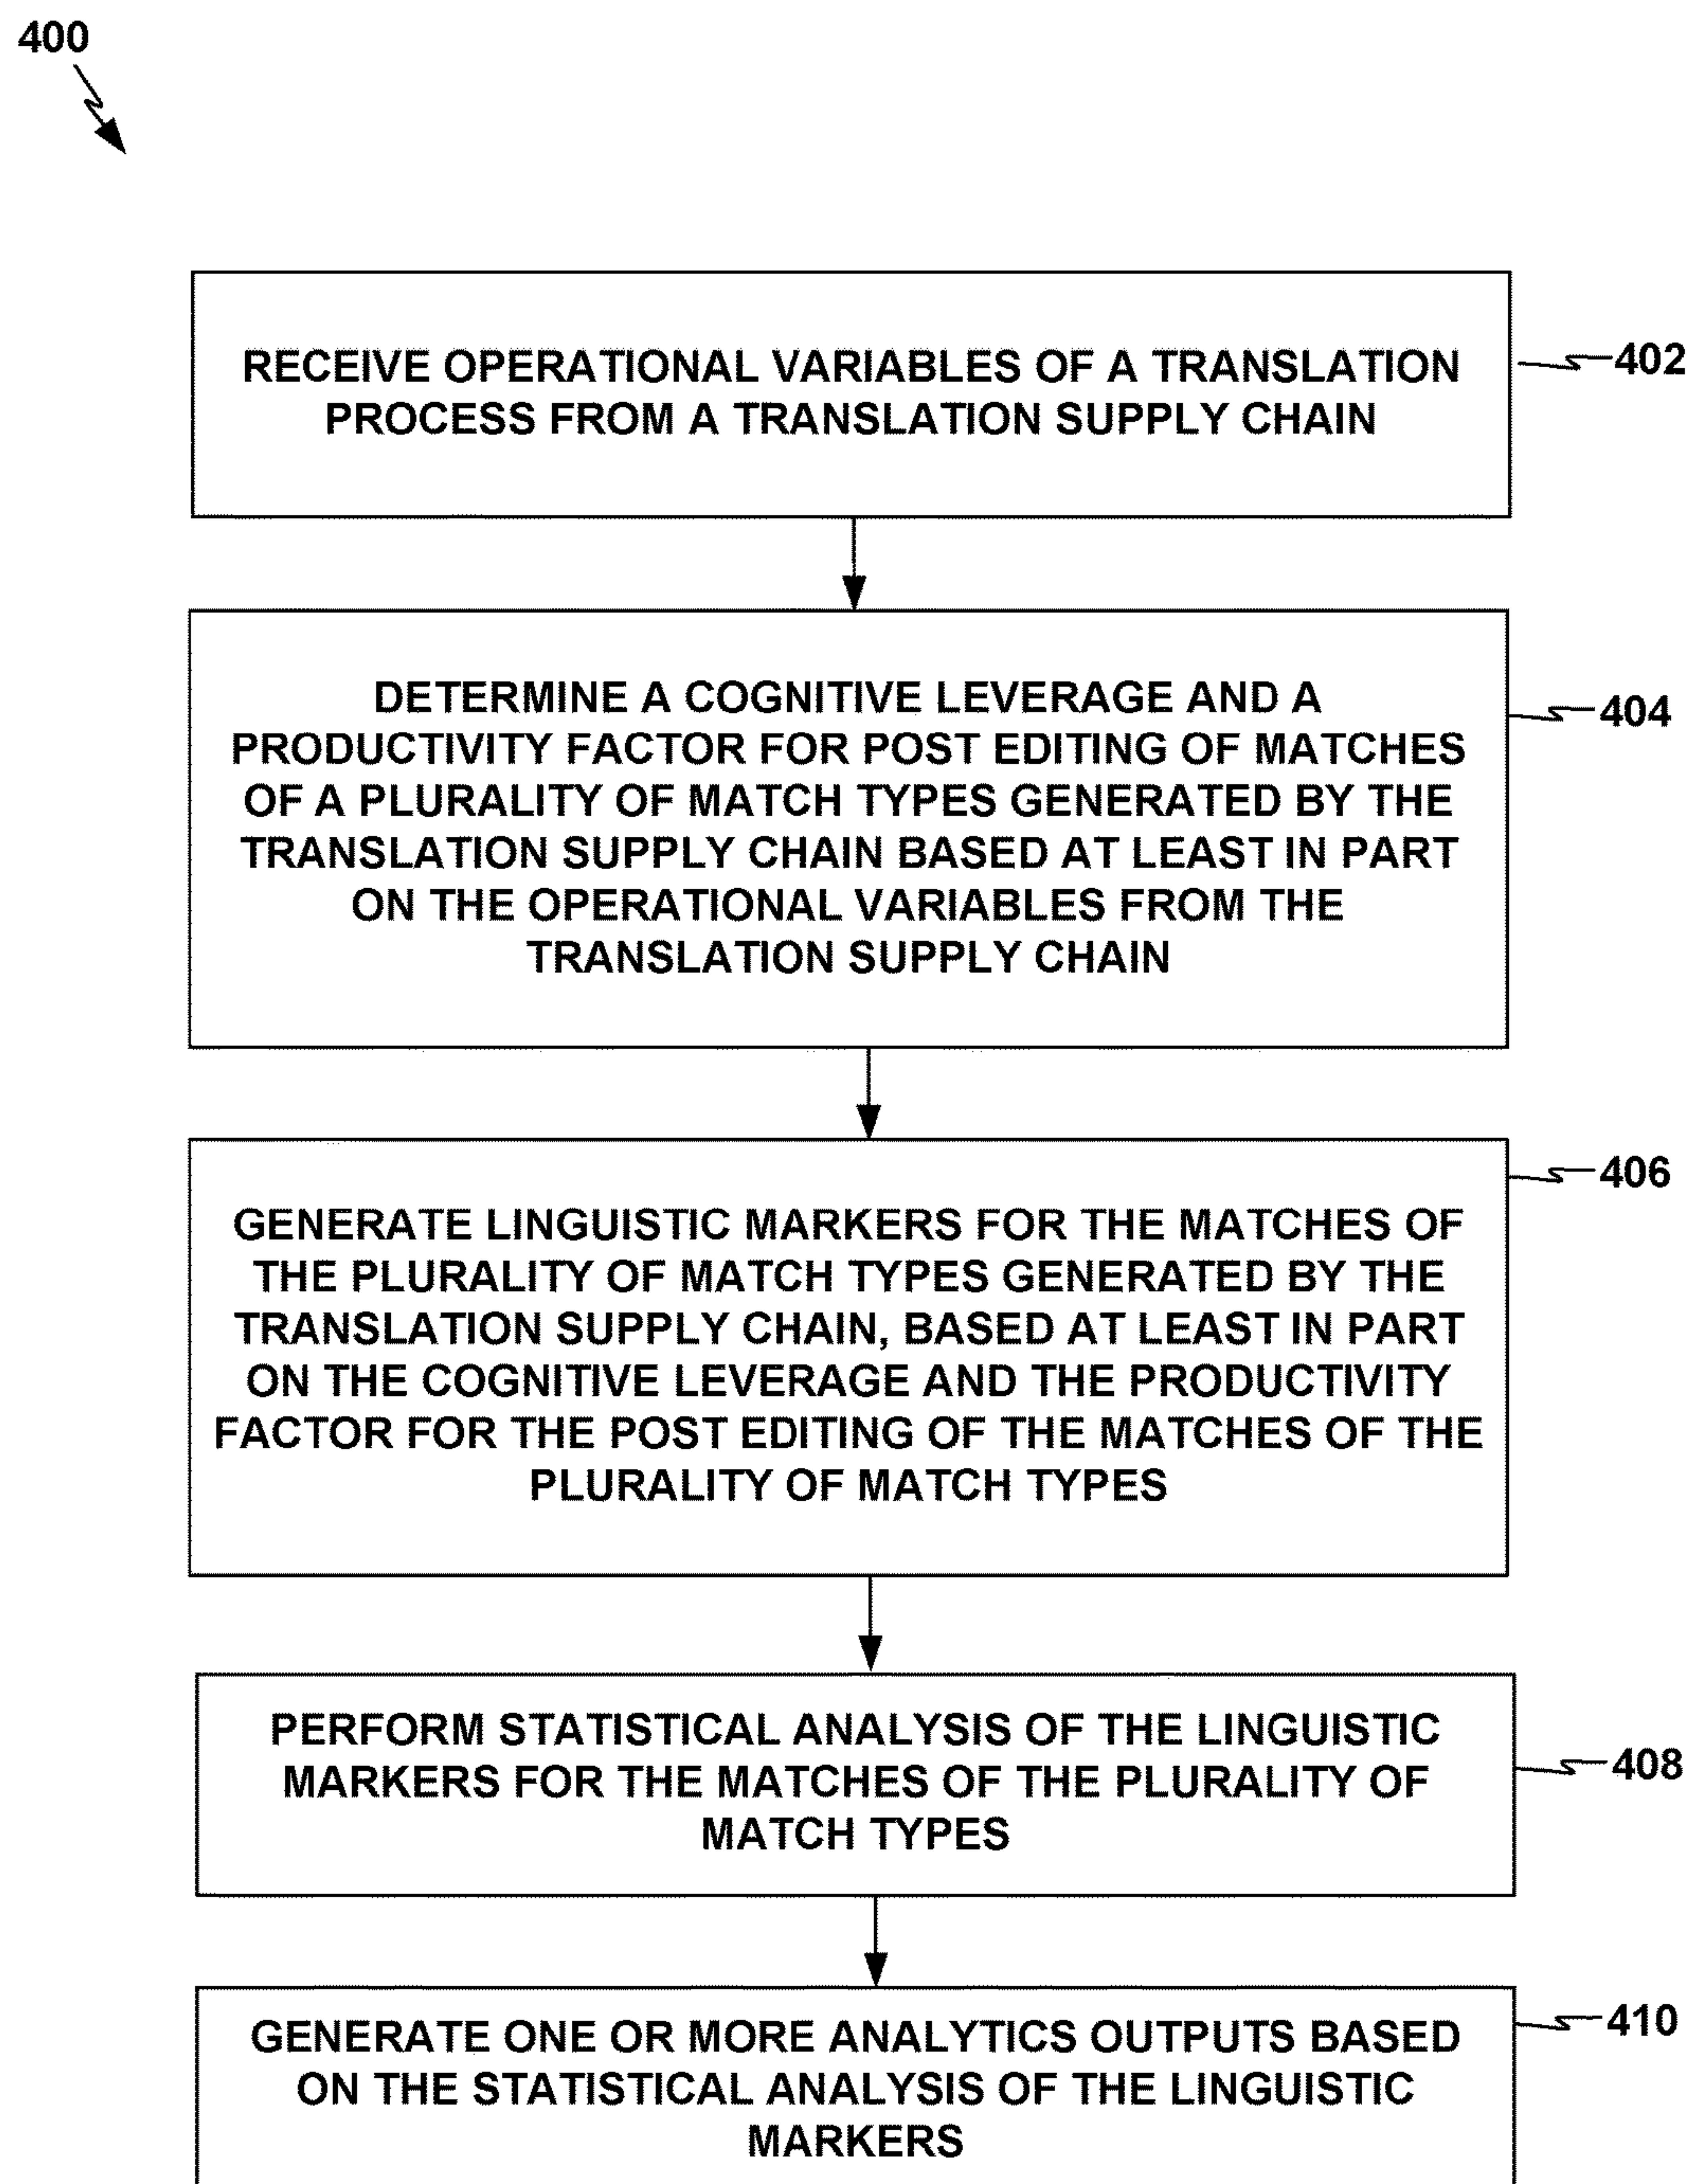 400
RECEIVE OPERATIONAL VARIABLES OF A TRANSLATION
PROCESS FROM A TRANSLATION SUPPLY CHAIN
402
DETERMINE A COGNITIVE LEVERAGE AND A
PRODUCTIVITY FACTOR FOR POST EDITING OF MATCHES
OF A PLURALITY OF MATCH TYPES GENERATED BY THE
TRANSLATION SUPPLY CHAIN BASED AT LEAST IN PART
ON THE OPERATIONAL VARIABLES FROM THE
TRANSLATION SUPPLY CHAIN
404
GENERATE LINGUISTIC MARKERS FOR THE MATCHES OF
THE PLURALITY OF MATCH TYPES GENERATED BY THE
TRANSLATION SUPPLY CHAIN, BASED AT LEAST IN PART
ON THE COGNITIVE LEVERAGE AND THE PRODUCTIVITY
FACTOR FOR THE POST EDITING OF THE MATCHES OF THE
PLURALITY OF MATCH TYPES
406
PERFORM STATISTICAL ANALYSIS OF THE LINGUISTIC
MARKERS FOR THE MATCHES OF THE PLURALITY OF
MATCH TYPES
408
GENERATE ONE OR MORE ANALYTICS OUTPUTS BASED
ON THE STATISTICAL ANALYSIS OF THE LINGUISTIC
MARKERS
410